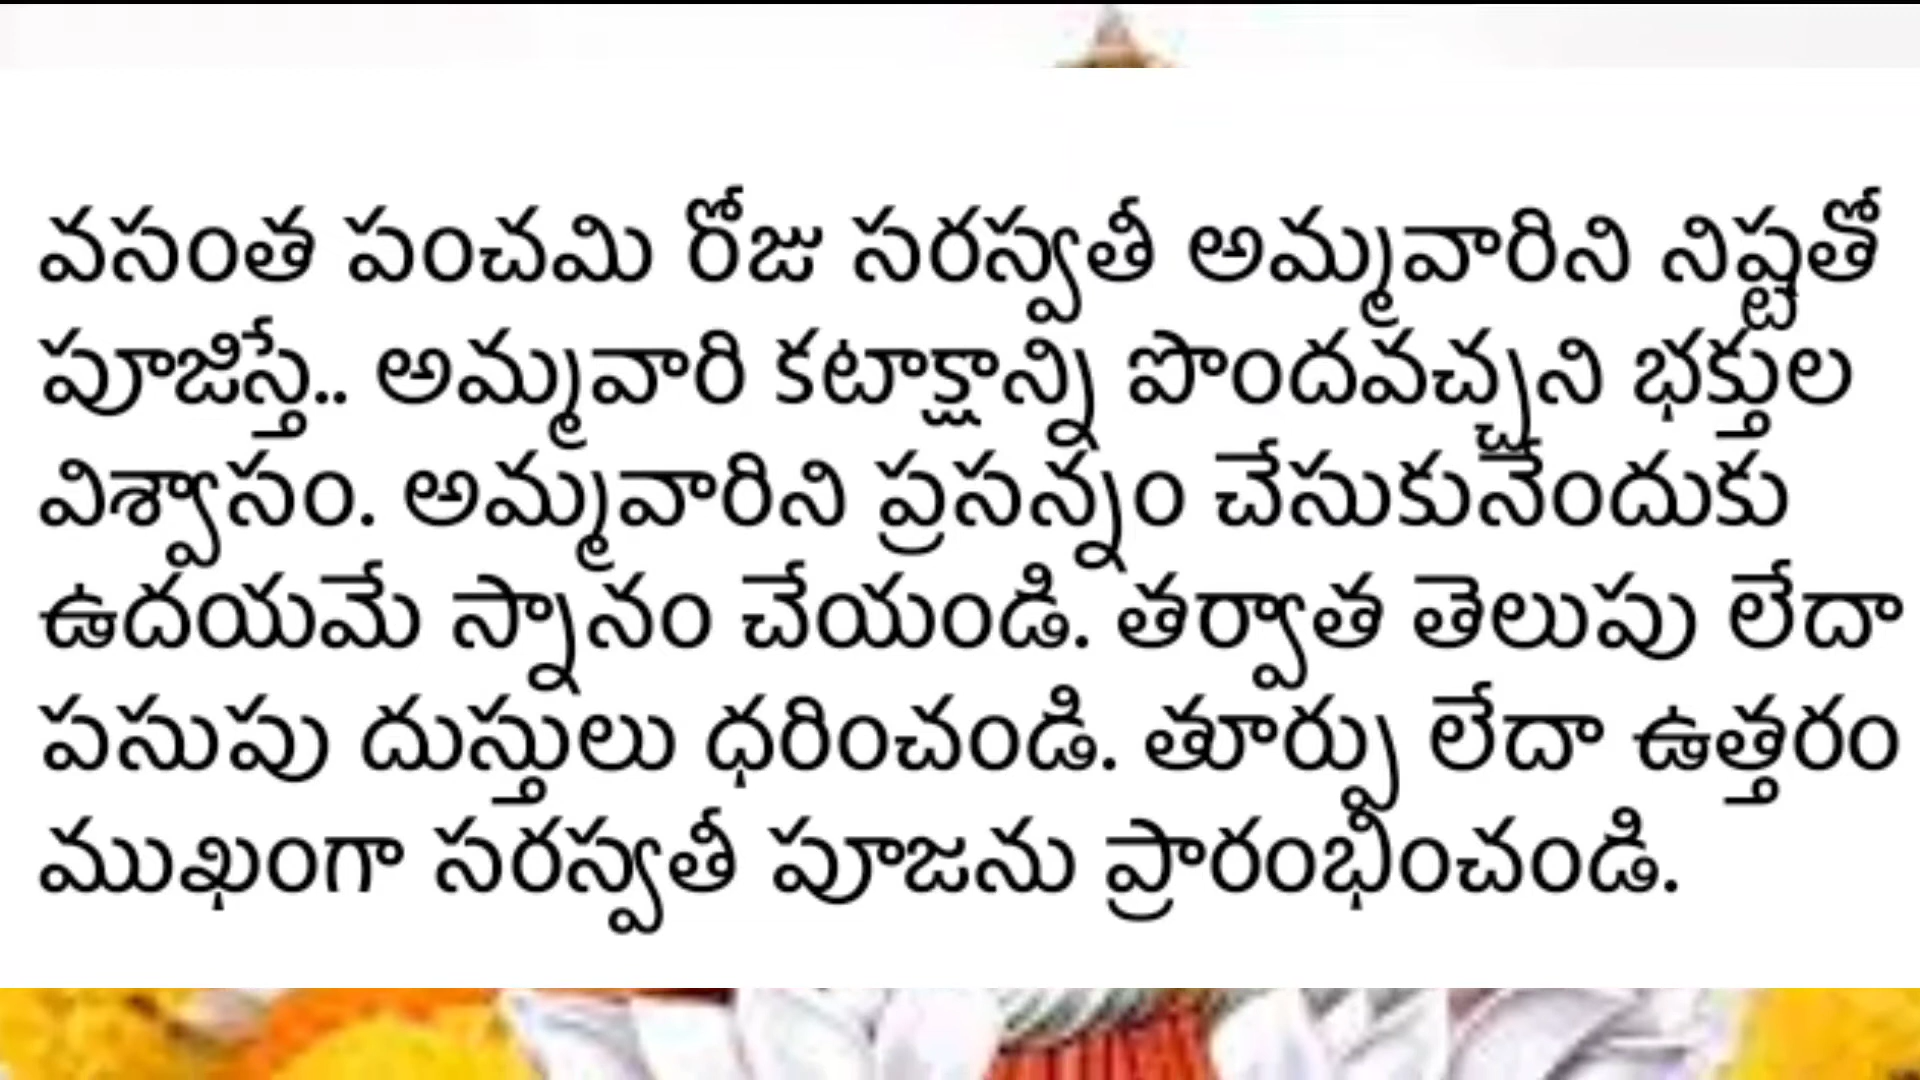 వసంత పంచమి రోజు సరస్వతీ అమ్మవారిని నిష్టతో
పూజిస్తే.. అమ్మవారి కటాక్షాన్ని పొందవచ్చని భక్తుల
విశ్వాసం. అమ్మవారిని ప్రసన్నం చేసుకునేందుకు
ఉదయమే స్నానం చేయండి. తర్వాత తెలుపు లేదా
పసుపు దుస్తులు ధరించండి. తూర్పు లేదా ఉత్తరం
ముఖంగా సరస్వతీ పూజను ప్రారంభించండి.